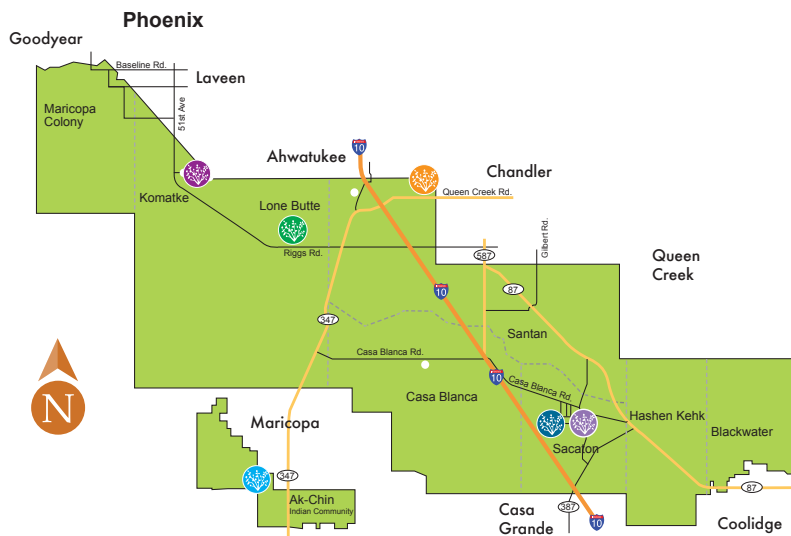 Phoenix
Goodyear
Baseline Rd.
Laveen
51st Ave
Maricopa
Colony
10
Ahwatukee
Chandler
Komatke
Queen Creek Rd.
Lone Butte
Riggs Rd.
587
Gilbert Rd.
Queen
Creek
10
87
347
Santan
Casa Blanca Rd.
10
Casa Blanca Rd.
Casa Blanca
N
Maricopa
Hashen Kehk
Blackwater
Sacaton
347
87
Ak-Chin
Indian Community
387
Casa
Grande
10
Coolidge